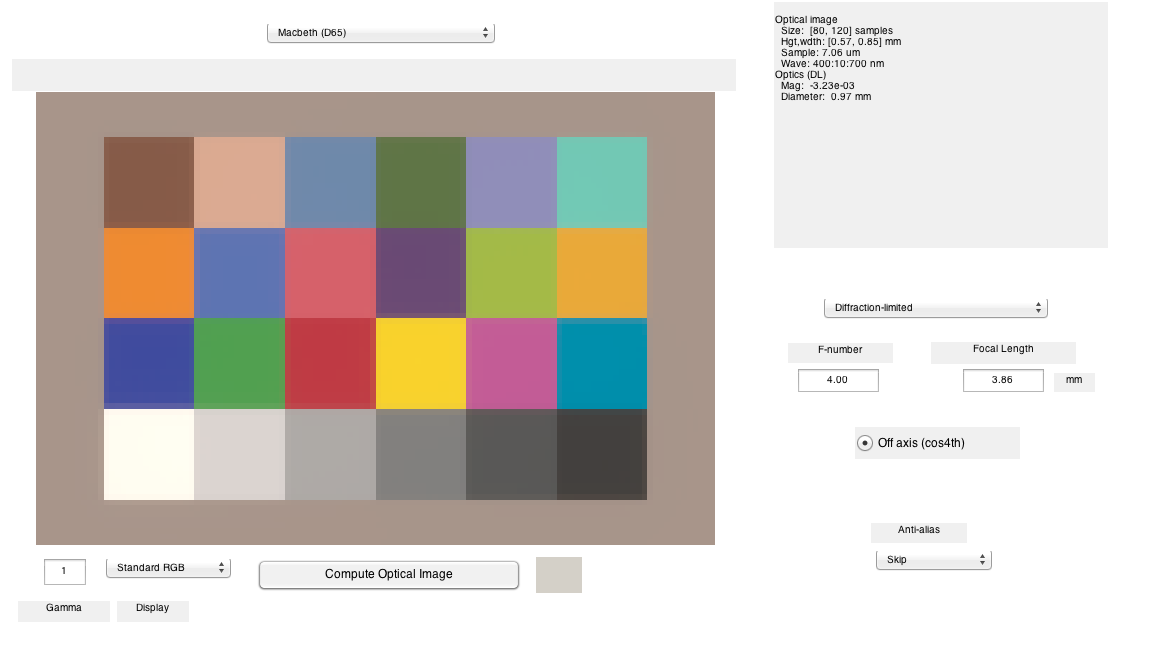 Macbeth (D65)
Optical image
Size: [80, 120] samples
Hgt,wdth: [0.57, 0.85] mm
Sample: 7.06 um
Wave: 400:10:700 nm
Optics (DL)
Mag: -3.23e-03
Diameter: 0.97 mm
Diffraction-limited
F-number
Focal Length
4.00
3.86
mm
Off axis (cos4th)
Anti-alias
Skip
1
Standard RGB
Compute Optical Image
Gamma
Display